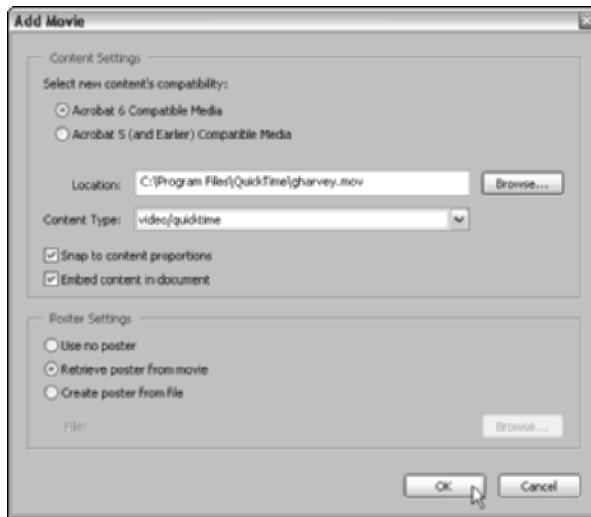 Add Movie
Content Settings
Select new content's compatibility:
Acrobat 6 Compatible Media
Acrobat 5 (and Earlier) Compatible Media
Location: C:\Program Files\QuickTime\gharvey.mov Browse...
Content Type: video/quicktime
Snap to content proportions
Embed content in document
Poster Settings
Use no poster
Retrieve poster from movie
Create poster from file
File: Browse...
OK Cancel